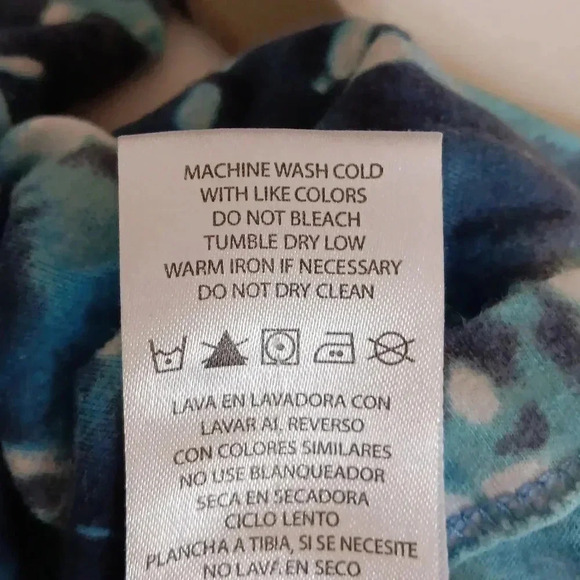 MACHINE WASH COLD
WITH LIKE COLORS
DO NOT BLEACH
TUMBLE DRY LOW
WARM IRON IF NECESSARY
DO NOT DRY CLEAN
LAVA EN LAVADORA CON
LAVAR AL REVERSO
CON COLORES SIMILARES
NO USE BLANQUEADOR
SECA EN SECADORA
CICLO LENTO
PLANCHA A TIBIA, SI SE NECESITE
NO LAVA EN SECO